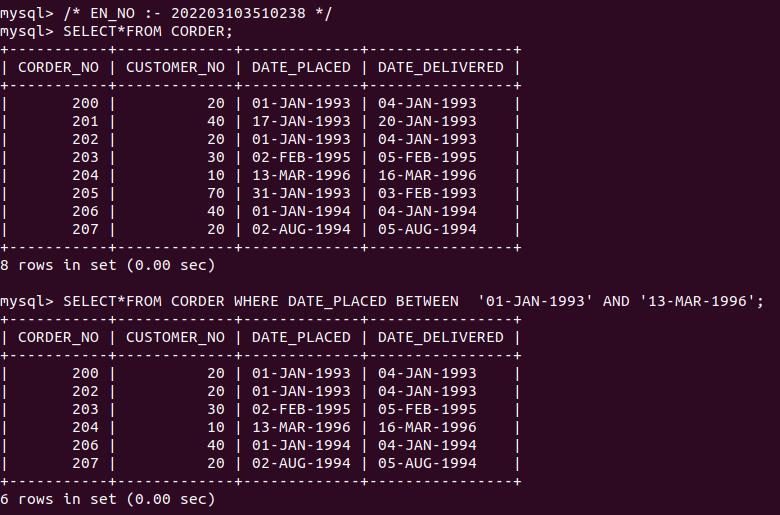 mysql> /* EN_NO :- 202203103510238 */
mysql> SELECT*FROM CORDER;
+-----------+-------------+-------------+----------------+
| CORDER_NO | CUSTOMER_NO | DATE_PLACED | DATE_DELIVERED |
+-----------+-------------+-------------+----------------+
|       200 |          20 | 01-JAN-1993 | 04-JAN-1993    |
|       201 |          40 | 17-JAN-1993 | 20-JAN-1993    |
|       202 |          20 | 01-JAN-1993 | 04-JAN-1993    |
|       203 |          30 | 02-FEB-1995 | 05-FEB-1995    |
|       204 |          10 | 13-MAR-1996 | 16-MAR-1996    |
|       205 |          70 | 31-JAN-1993 | 03-FEB-1993    |
|       206 |          40 | 01-JAN-1994 | 04-JAN-1994    |
|       207 |          20 | 02-AUG-1994 | 05-AUG-1994    |
+-----------+-------------+-------------+----------------+
8 rows in set (0.00 sec)

mysql> SELECT*FROM CORDER WHERE DATE_PLACED BETWEEN  '01-JAN-1993' AND '13-MAR-1996';
+-----------+-------------+-------------+----------------+
| CORDER_NO | CUSTOMER_NO | DATE_PLACED | DATE_DELIVERED |
+-----------+-------------+-------------+----------------+
|       200 |          20 | 01-JAN-1993 | 04-JAN-1993    |
|       202 |          20 | 01-JAN-1993 | 04-JAN-1993    |
|       203 |          30 | 02-FEB-1995 | 05-FEB-1995    |
|       204 |          10 | 13-MAR-1996 | 16-MAR-1996    |
|       206 |          40 | 01-JAN-1994 | 04-JAN-1994    |
|       207 |          20 | 02-AUG-1994 | 05-AUG-1994    |
+-----------+-------------+-------------+----------------+
6 rows in set (0.00 sec)